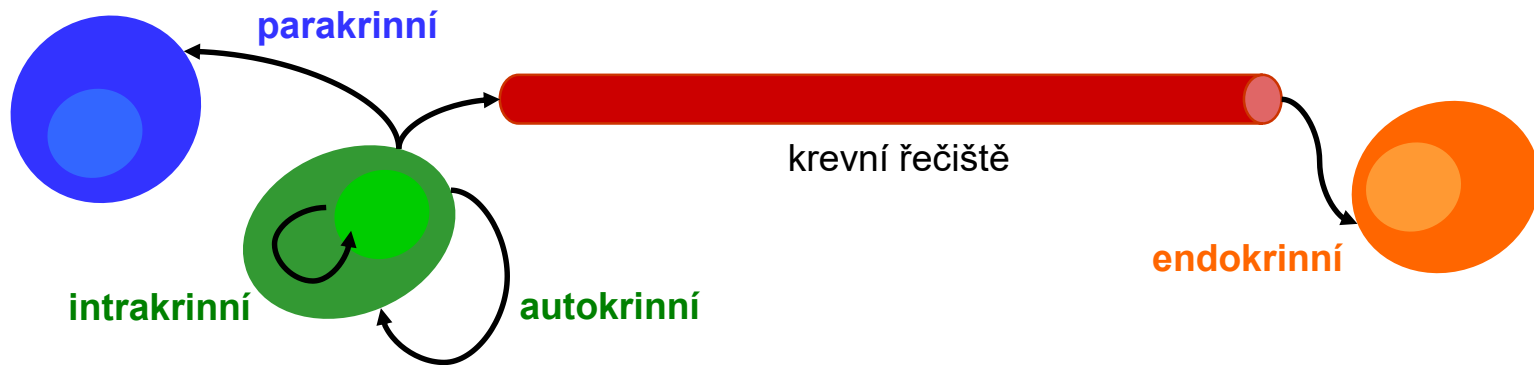 parakrinní
krevní řečiště
endokrinní
intrakrinní
autokrinní